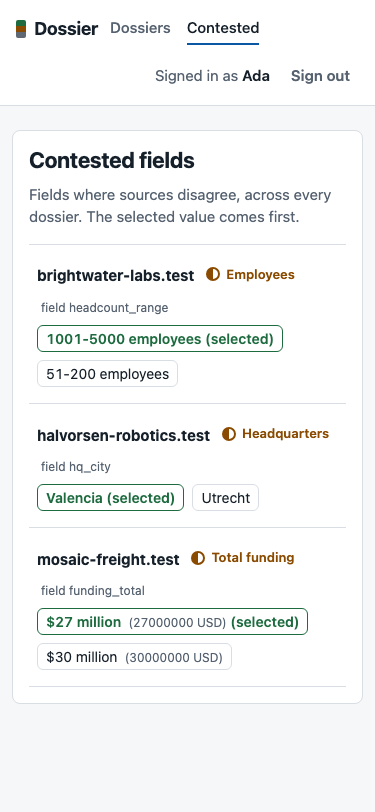 Dossier Dossiers Contested
Signed in as Ada Sign out
Contested fields
Fields where sources disagree, across every
dossier. The selected value comes first.
brightwater-labs.test Employees
field headcount_range
1001-5000 employees (selected)
51-200 employees
halvorsen-robotics.test Headquarters
field hq_city
Valencia (selected) Utrecht
mosaic-freight.test Total funding
field funding_total
$27 million (27000000 USD) (selected)
$30 million (30000000 USD)